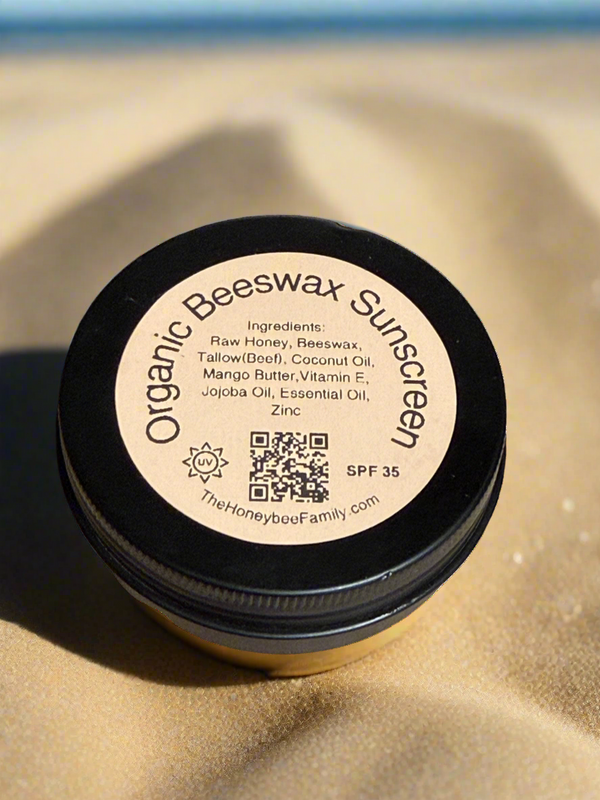 Organic Beeswax Sunscreen
Ingredients:
Raw Honey, Beeswax,
Tallow(Beef), Coconut Oil,
Mango Butter,Vitamin E,
Jojoba Oil, Essential Oil,
Zinc
UV
SPF 35
TheHoneybeeFamily.com